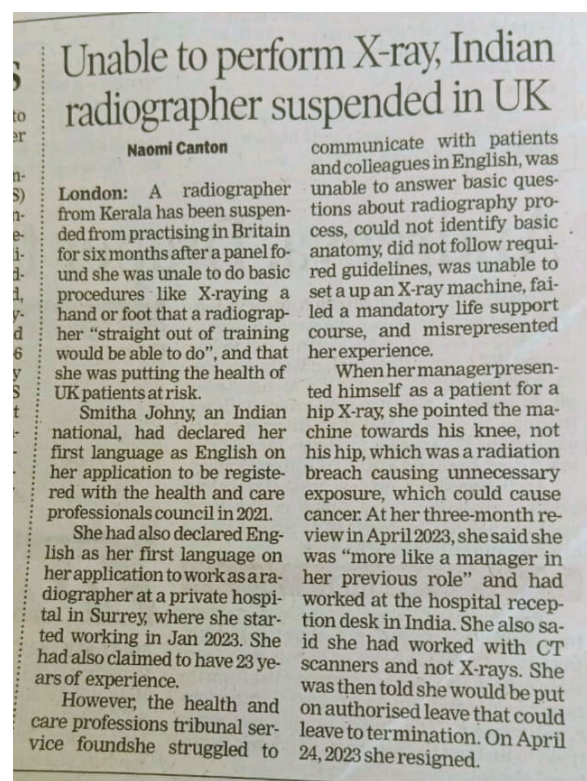 S
to
er
n-
S)
n-
e-
i-
d-
d,
y-
d
6
y
S
t
Unable to perform X-ray, Indian
radiographer suspended in UK
Naomi Canton
London: A radiographer
from Kerala has been suspen-
ded from practising in Britain
for six months after a panel fo-
und she was unale to do basic
procedures like X-raying a
hand or foot that a radiograp-
her “straight out of training
would be able to do”, and that
she was putting the health of
UK patients at risk.
Smitha Johny, an Indian
national, had declared her
first language as English on
her application to be registe-
red with the health and care
professionals council in 2021.
She had also declared Eng-
lish as her first language on
her application to work as a ra-
diographer at a private hospi-
tal in Surrey, where she star-
ted working in Jan 2023. She
had also claimed to have 23 ye-
ars of experience.
However, the health and
care professions tribunal ser-
vice foundshe struggled to
communicate with patients
and colleagues in English, was
unable to answer basic ques-
tions about radiography pro-
cess, could not identify basic
anatomy, did not follow requi-
red guidelines, was unable to
set a up an X-ray machine, fai-
led a mandatory life support
course, and misrepresented
her experience.
When her managerpresen-
ted himself as a patient for a
hip X-ray, she pointed the ma-
chine towards his knee, not
his hip, which was a radiation
breach causing unnecessary
exposure, which could cause
cancer. At her three-month re-
view in April 2023, she said she
was “more like a manager in
her previous role” and had
worked at the hospital recep-
tion desk in India. She also sa-
id she had worked with CT
scanners and not X-rays. She
was then told she would be put
on authorised leave that could
leave to termination. On April
24, 2023 she resigned.